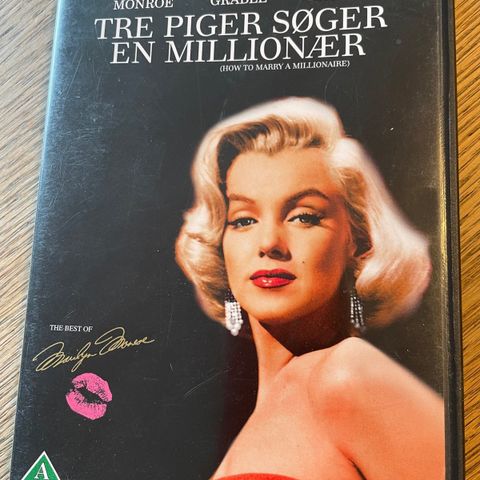 MONROE GRABLE
TRE PIGER SØGER
EN MILLIONÆR
(HOW TO MARRY A MILLIONAIRE)
THE BEST OF
Marilyn Monroe
A